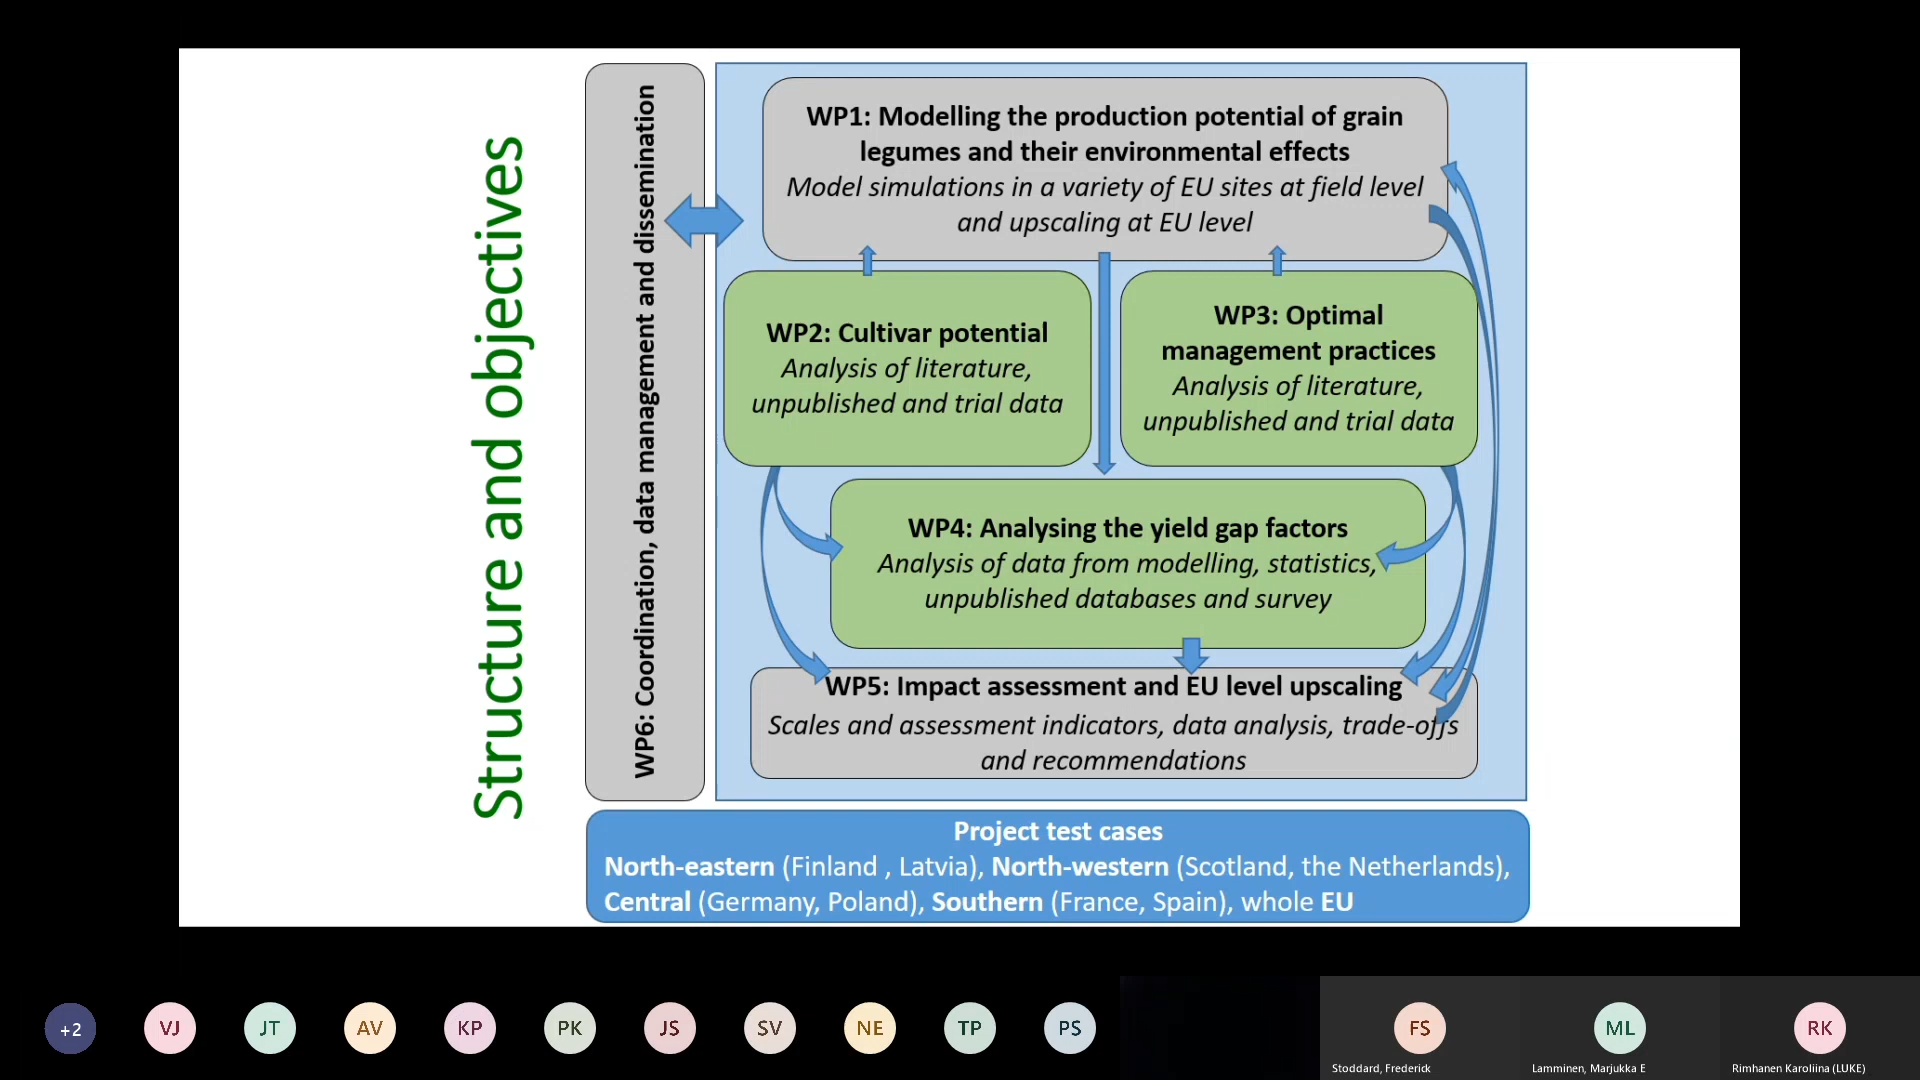 Structure and objectives
WP6: Coordination, data management and dissemination
WP1: Modelling the production potential of grain
legumes and their environmental effects
Model simulations in a variety of EU sites at field level
and upscaling at EU level
WP2: Cultivar potential
Analysis of literature,
unpublished and trial data
WP3: Optimal
management practices
Analysis of literature,
unpublished and trial data
WP4: Analysing the yield gap factors
Analysis of data from modelling, statistics,
unpublished databases and survey
WP5: Impact assessment and EU level upscaling
Scales and assessment indicators, data analysis, trade-offs
and recommendations
Project test cases
North-eastern (Finland , Latvia), North-western (Scotland, the Netherlands),
Central (Germany, Poland), Southern (France, Spain), whole EU
+2
VJ
JT
AV
KP
PK
JS
SV
NE
TP
PS
FS
ML
RK
Stoddard, Frederick
Lamminen, Marjukka E
Rimhanen Karoliina (LUKE)